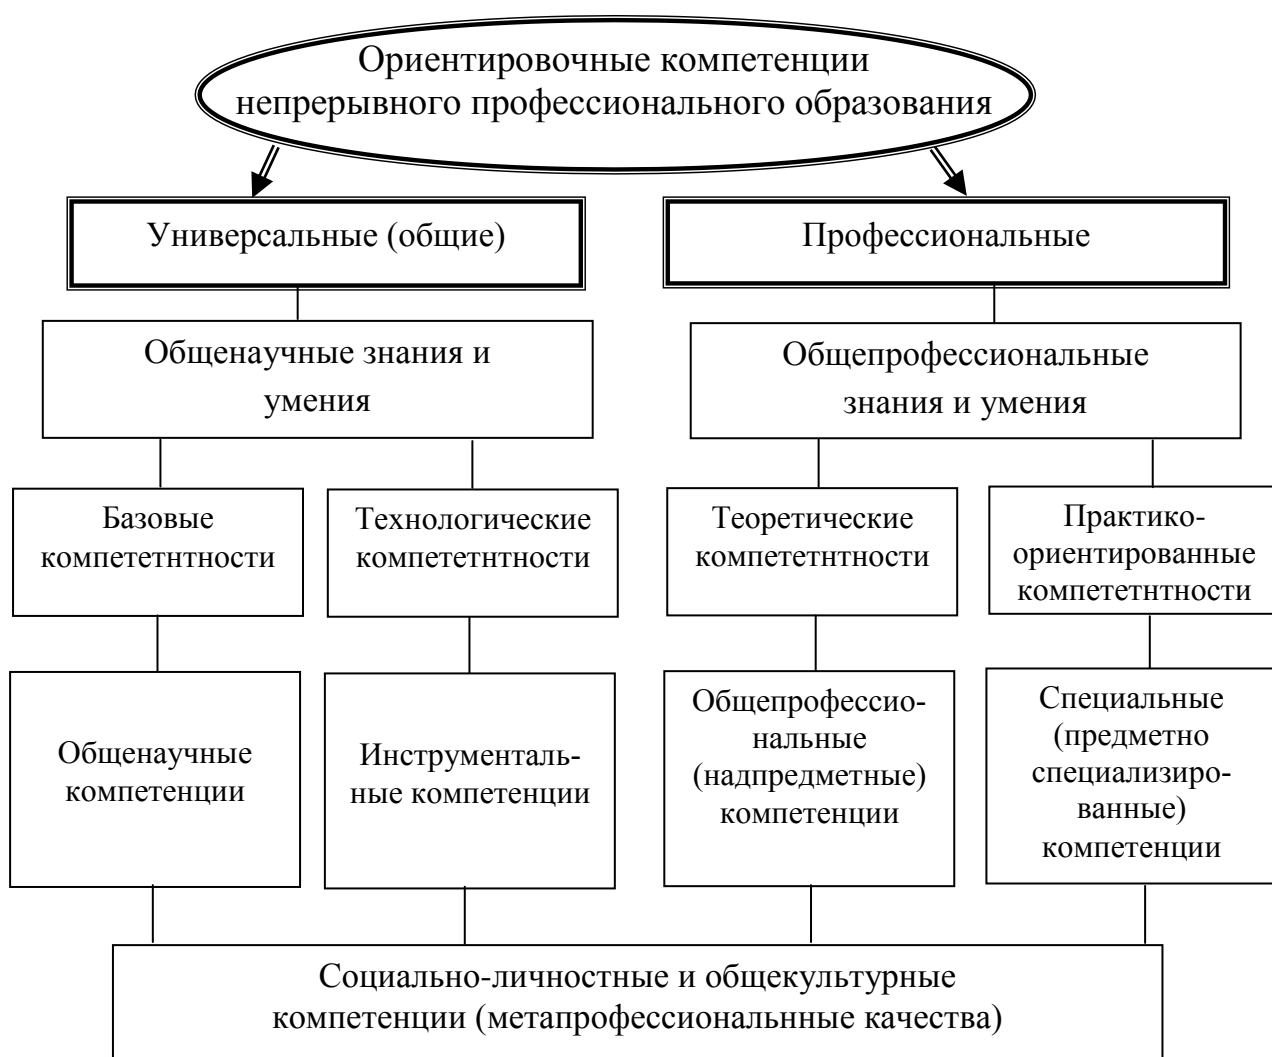 Ориентировочные компетенции
непрерывного профессионального образования
Универсальные (общие)
Профессиональные
Общенаучные знания и
умения
Общепрофессиональные
знания и умения
Базовые
компететнтности
Технологические
компететнтности
Теоретические
компететнтности
Практико-
ориентированные
компететнтности
Общенаучные
компетенции
Инструменталь-
ные компетенции
Общепрофессио-
нальные
(надпредметные)
компетенции
Специальные
(предметно
специализиро-
ванные)
компетенции
Социально-личностные и общекультурные
компетенции (метапрофессиональнные качества)